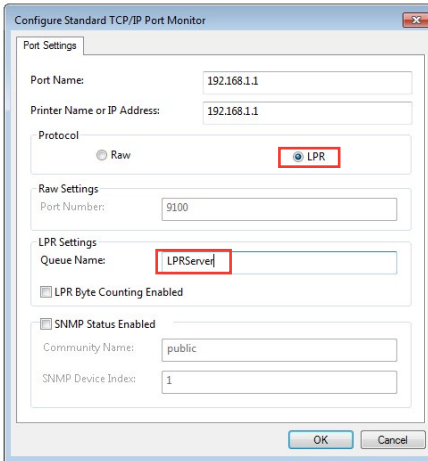 Configure Standard TCP/IP Port Monitor
Port Settings
Port Name: 192.168.1.1
Printer Name or IP Address: 192.168.1.1
Protocol
Raw LPR
Raw Settings
Port Number: 9100
LPR Settings
Queue Name: LPRServer
LPR Byte Counting Enabled
SNMP Status Enabled
Community Name: public
SNMP Device Index: 1
OK Cancel